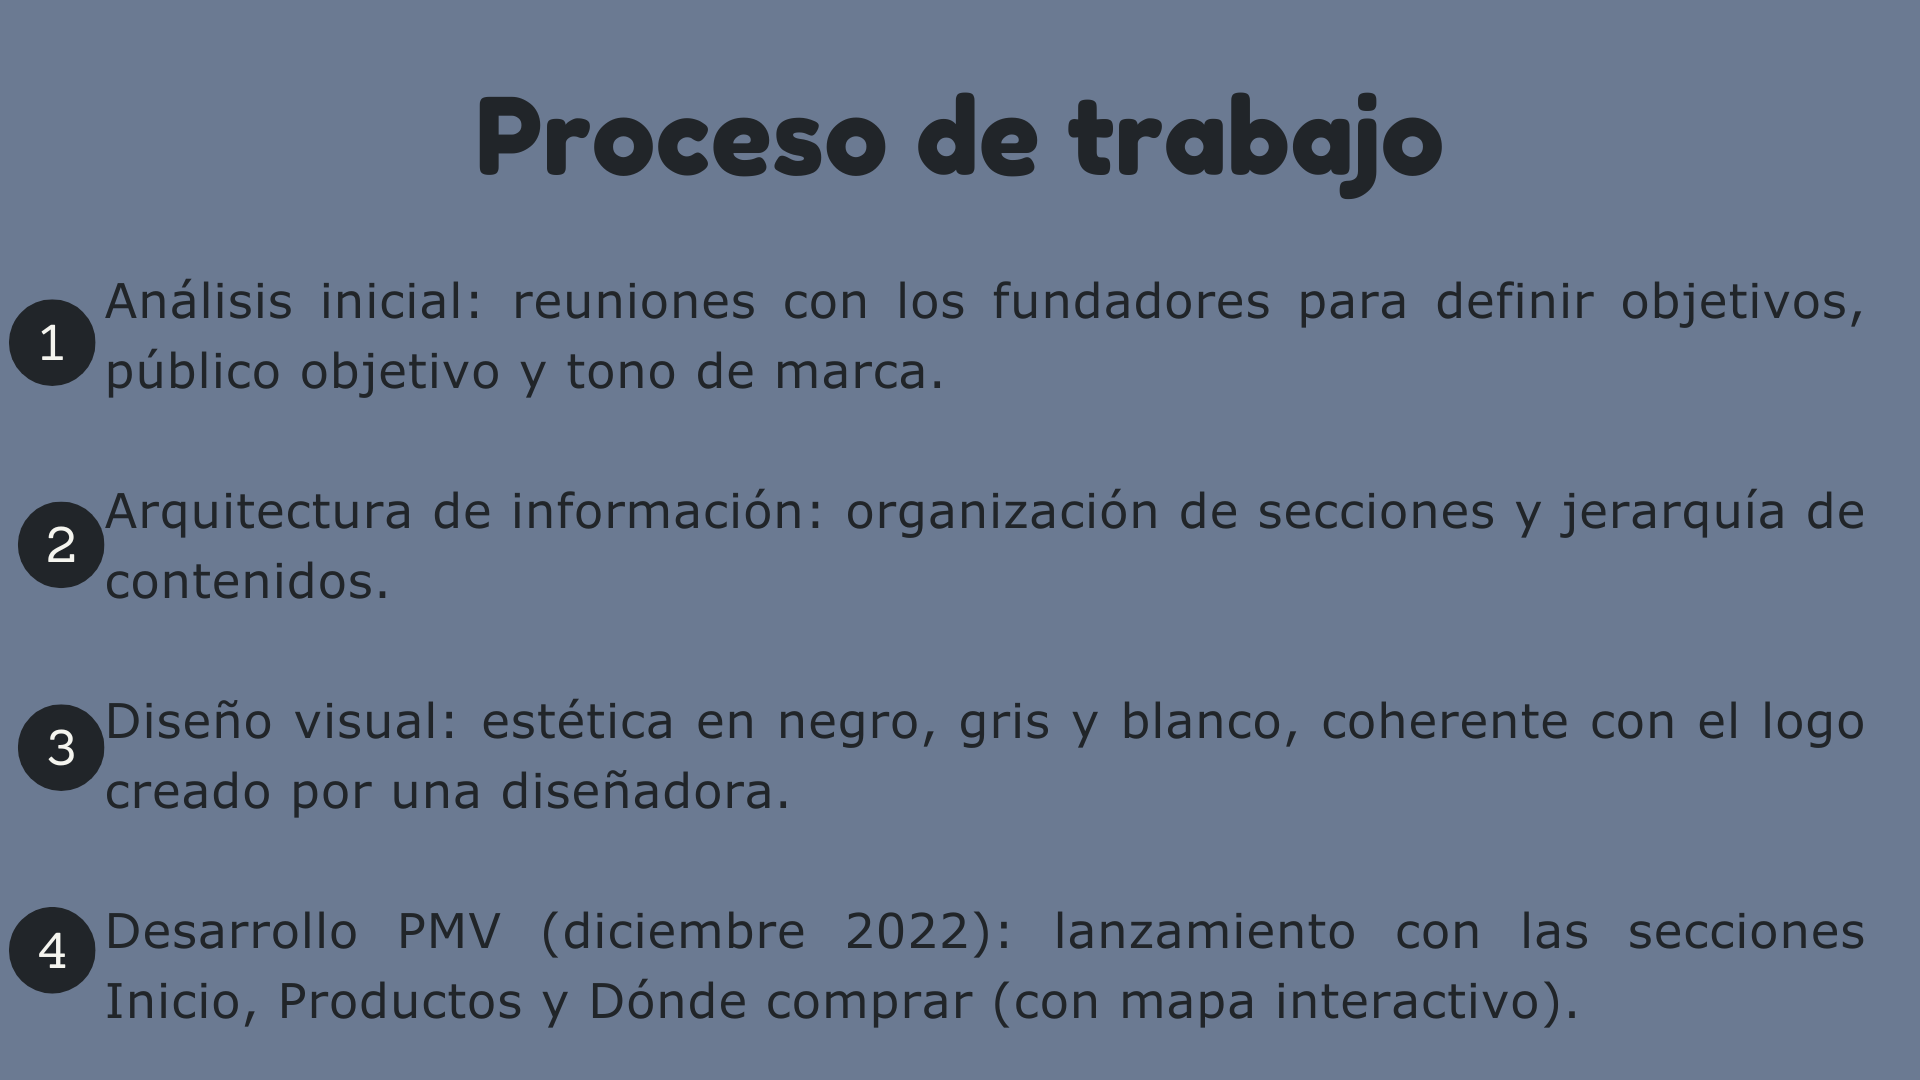 Proceso de trabajo
1
Análisis inicial: reuniones con los fundadores para definir objetivos,
público objetivo y tono de marca.
2
Arquitectura de información: organización de secciones y jerarquía de
contenidos.
3
Diseño visual: estética en negro, gris y blanco, coherente con el logo
creado por una diseñadora.
4
Desarrollo PMV (diciembre 2022): lanzamiento con las secciones
Inicio, Productos y Dónde comprar (con mapa interactivo).